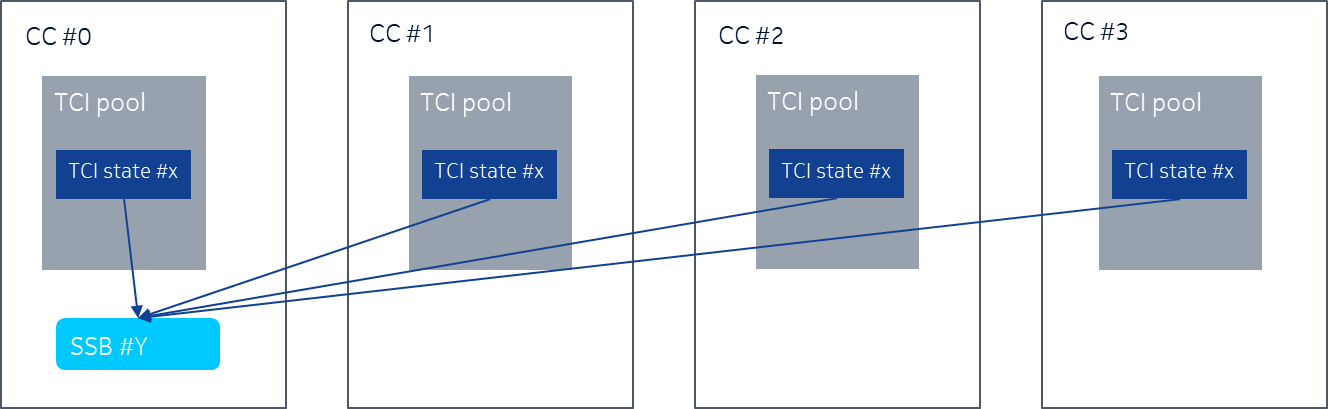 CC #0
TCI pool
TCI state #x
SSB #Y
CC #1
TCI pool
TCI state #x
CC #2
TCI pool
TCI state #x
CC #3
TCI pool
TCI state #x